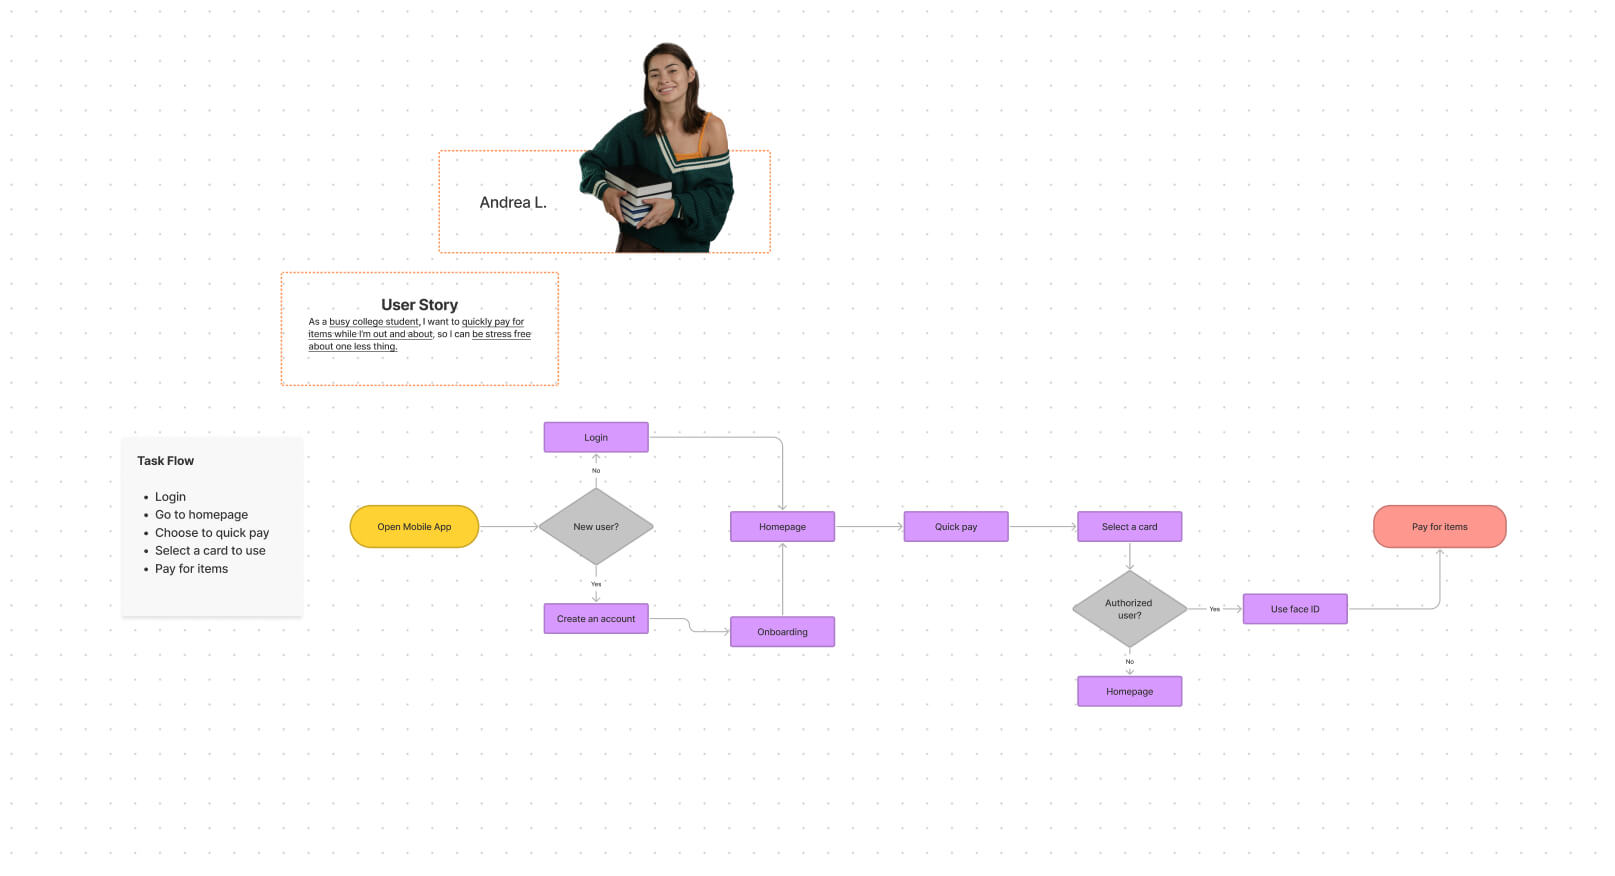 Andrea L.
User Story
As a busy college student, I want to quickly pay for
items while I'm out and about, so I can be stress free
about one less thing.
Task Flow
• Login
• Go to homepage
• Choose to quick pay
• Select a card to use
• Pay for items
Open Mobile App
New user?
No
Login
Yes
Create an account
Onboarding
Homepage
Quick pay
Select a card
Authorized
user?
No
Homepage
Yes
Use face ID
Pay for items